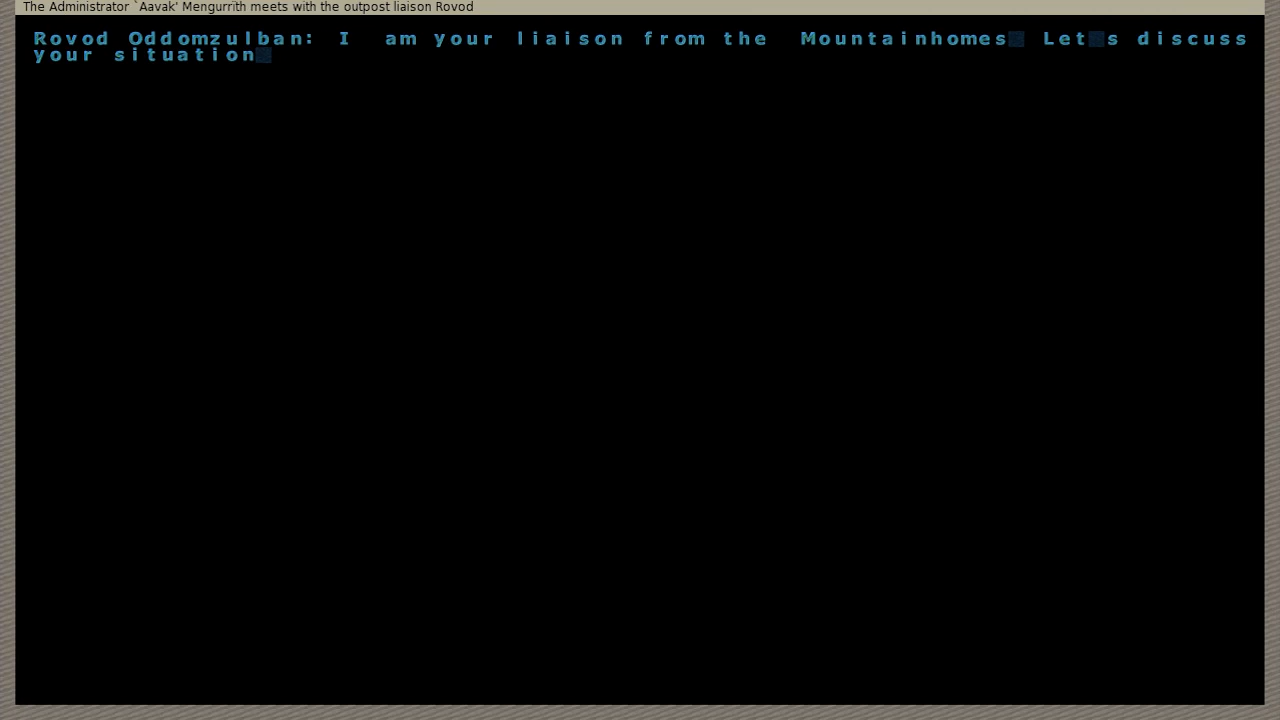 The Administrator `Aavak' Mengurrïth meets with the outpost liaison Rovod
Rovod Oddomzulban: I am your liaison from the Mountainhomes Let s discuss
your situation